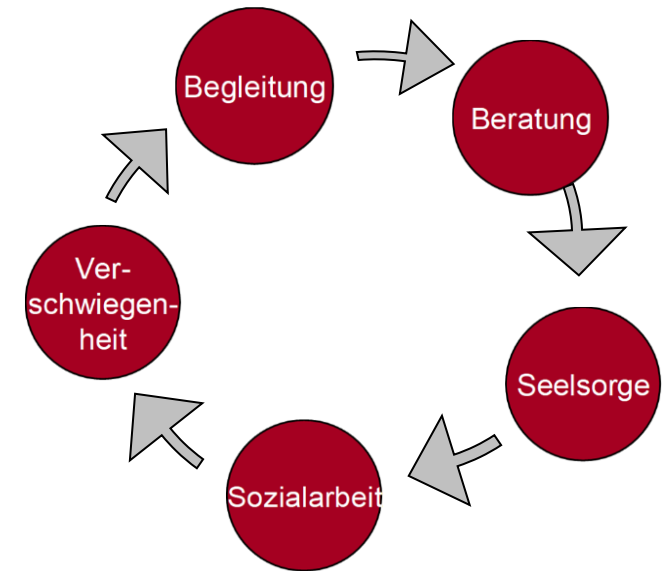 Begleitung
Beratung
Seelsorge
Sozialarbeit
Ver-
schwiegen-
heit